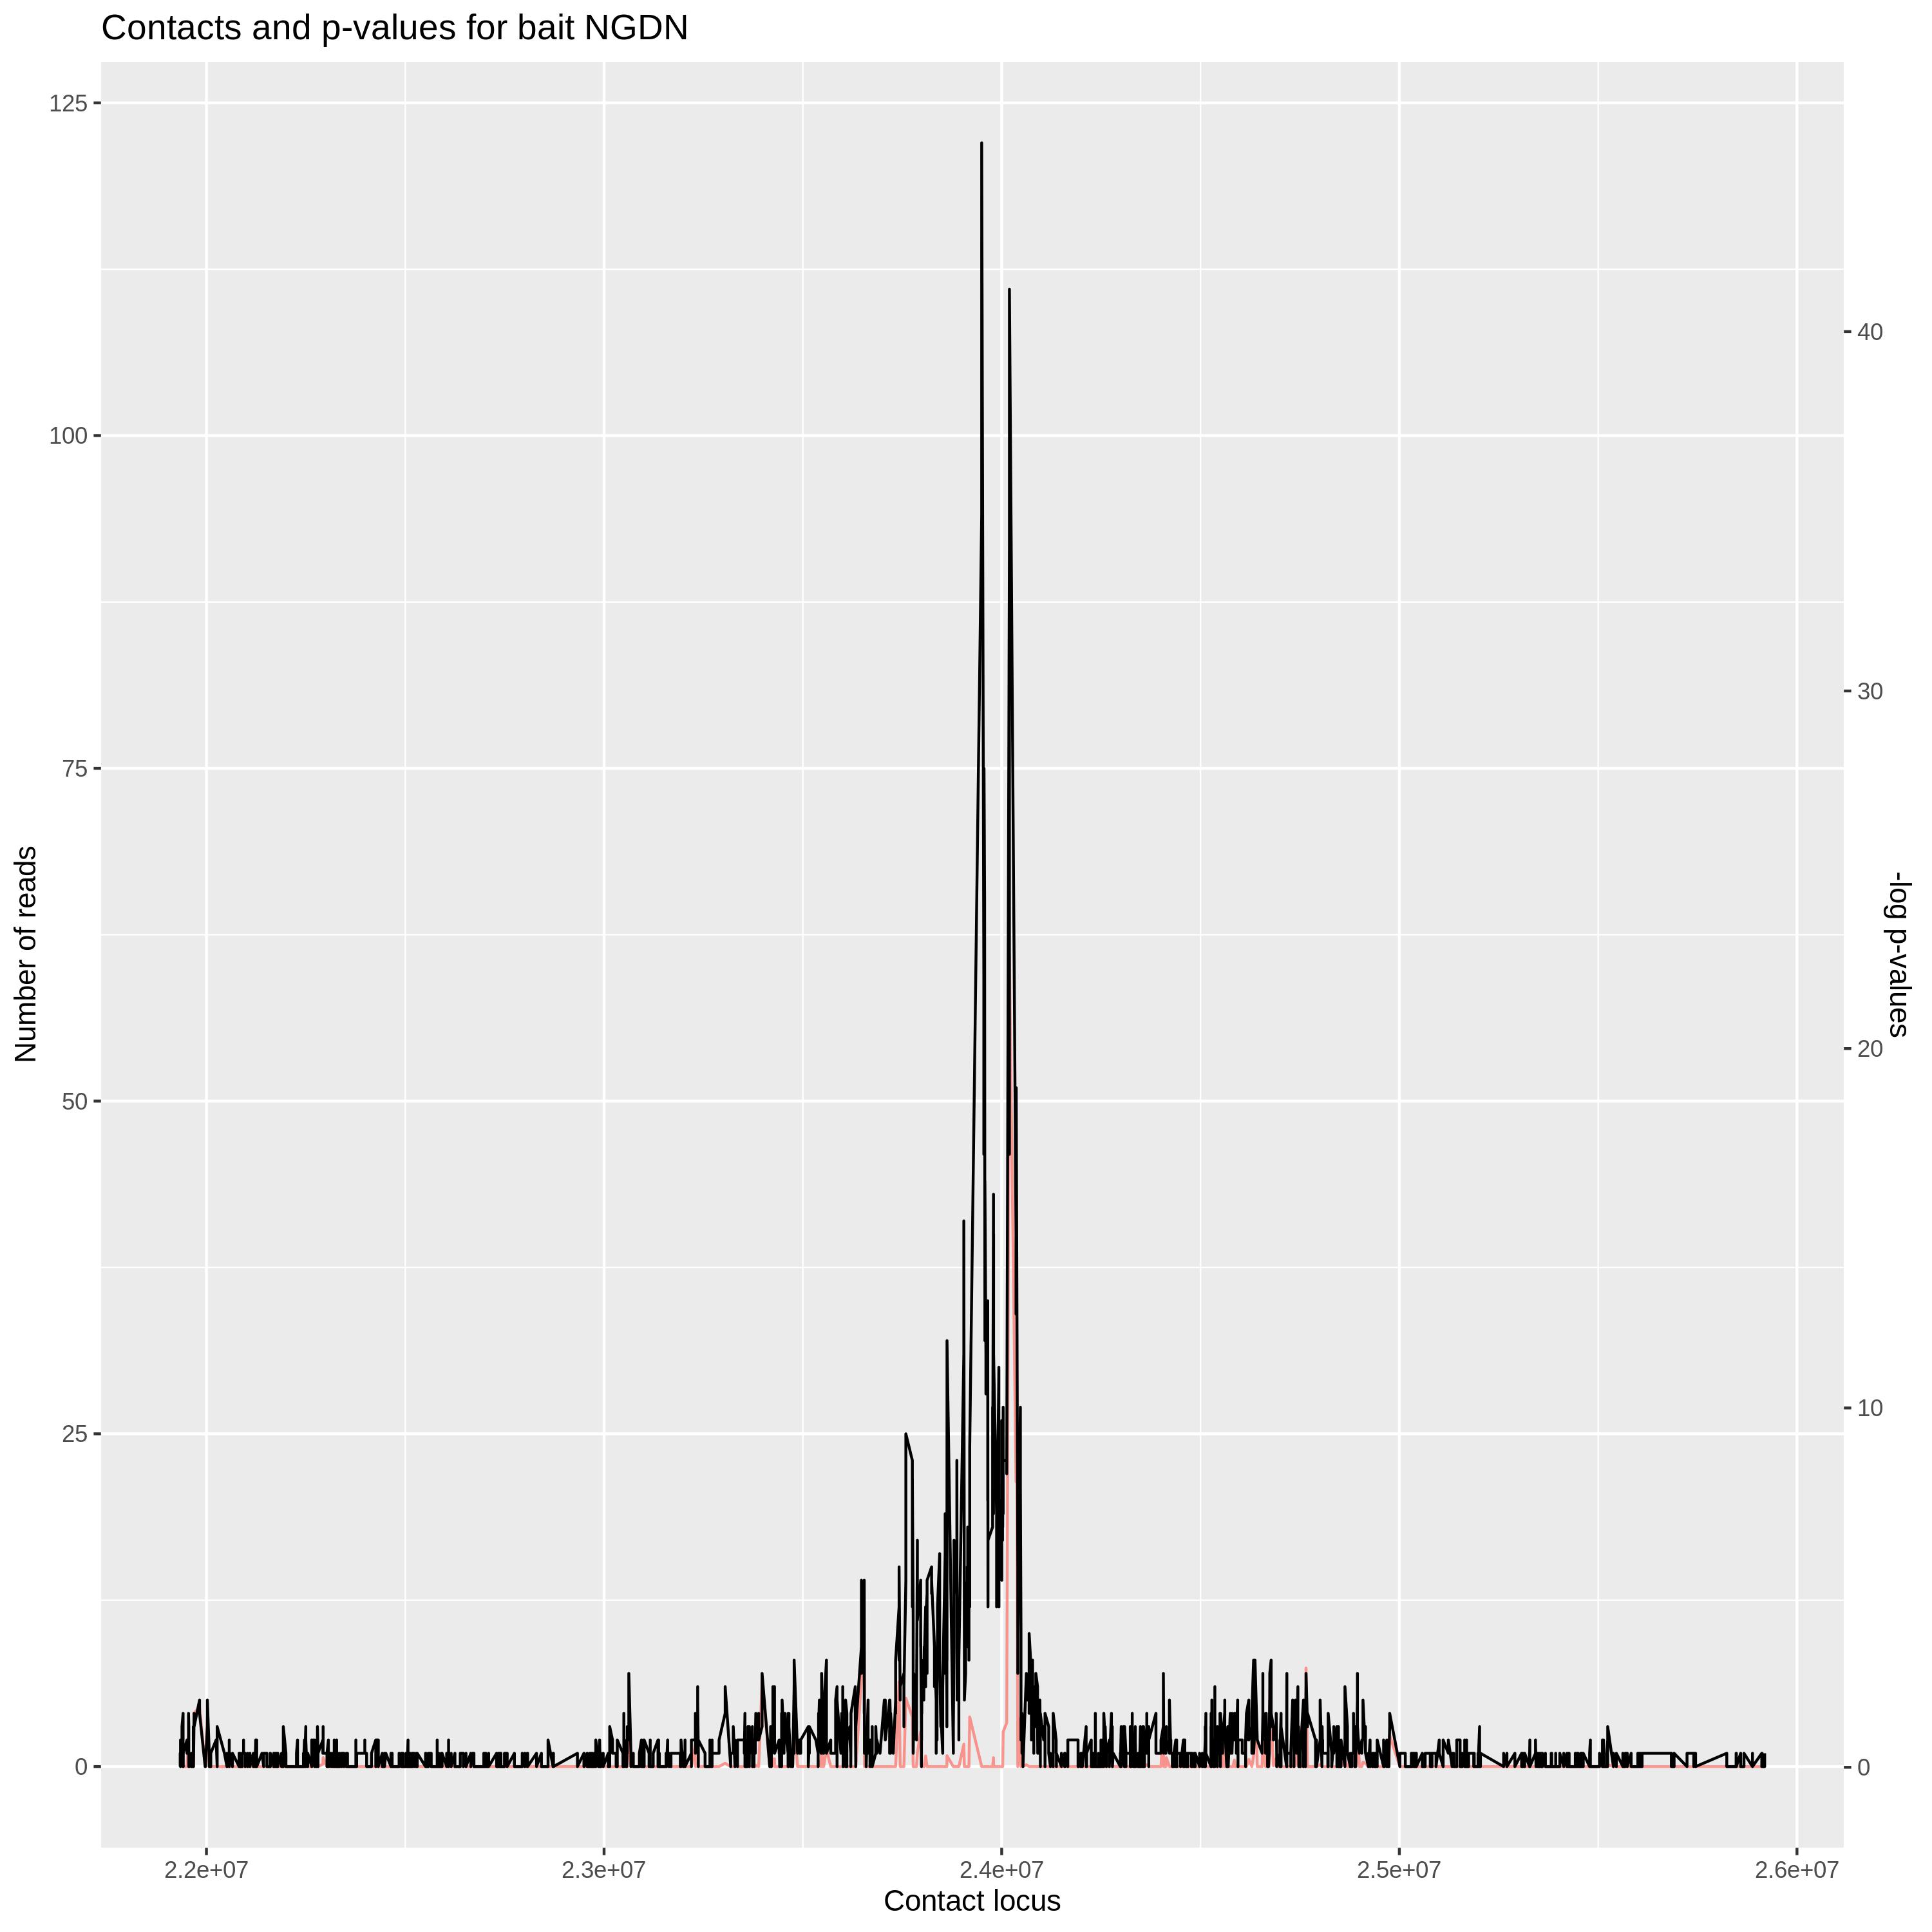 Contacts and p-values for bait NGDN
125
100
75
50
25
0
Number of reads
40
30
20
10
0
-log p-values
2.2e+07 2.3e+07 2.4e+07 2.5e+07 2.6e+07
Contact locus